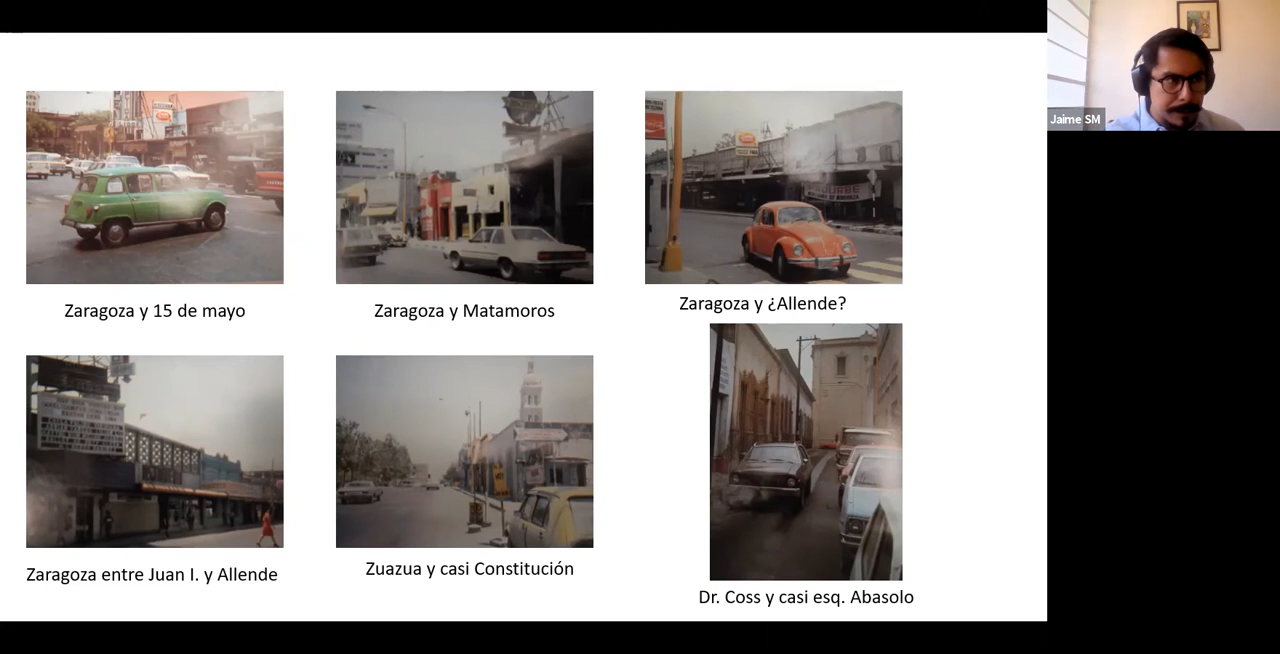 Jaime SM
Zaragoza y 15 de mayo
Zaragoza y Matamoros
Zaragoza y ¿Allende?
Zaragoza entre Juan I. y Allende
Zuazua y casi Constitución
Dr. Coss y casi esq. Abasolo